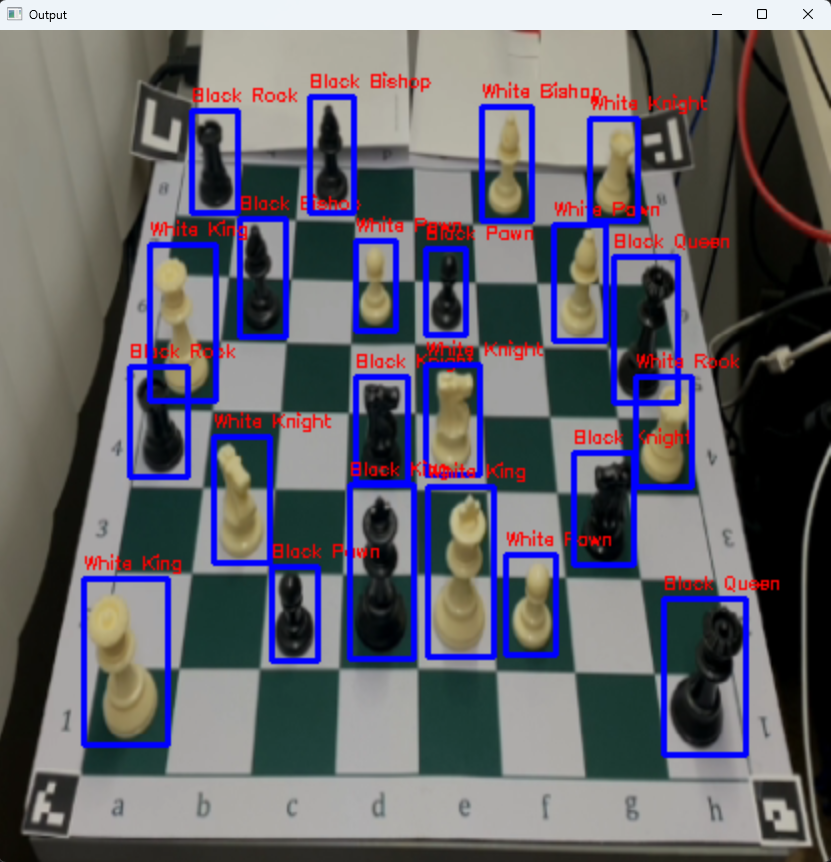 Output
Black Bishop
White Bishop
Black Rook
White Knight
8
8
Black Bishop
White Pawn
White King
White Pawn
Black Pawn
Black Queen
6
6
Black Rook
White Knight
Black Knight
White Rook
5
White Knight
Black Knight
4
4
Black King
White King
3
3
White Pawn
Black Pawn
White King
Black Queen
1
1
a b c d e f g h